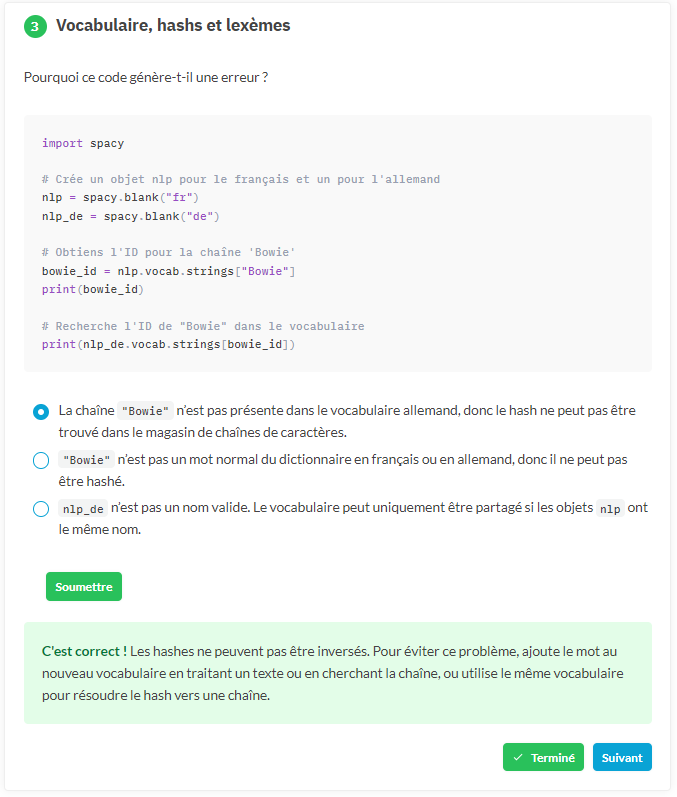 3 Vocabulaire, hashs et lexèmes
Pourquoi ce code génère-t-il une erreur ?
import spacy
# Crée un objet nlp pour le français et un pour l'allemand
nlp = spacy.blank("fr")
nlp_de = spacy.blank("de")
# Obtiens l'ID pour la chaîne 'Bowie'
bowie_id = nlp.vocab.strings["Bowie"]
print(bowie_id)
# Recherche l'ID de "Bowie" dans le vocabulaire
print(nlp_de.vocab.strings[bowie_id])
La chaîne "Bowie" n’est pas présente dans le vocabulaire allemand, donc le hash ne peut pas être
trouvé dans le magasin de chaînes de caractères.
"Bowie" n’est pas un mot normal du dictionnaire en français ou en allemand, donc il ne peut pas
être hashé.
nlp_de n’est pas un nom valide. Le vocabulaire peut uniquement être partagé si les objets nlp ont
le même nom.
Soumettre
C'est correct ! Les hashes ne peuvent pas être inversés. Pour éviter ce problème, ajoute le mot au
nouveau vocabulaire en traitant un texte ou en cherchant la chaîne, ou utilise le même vocabulaire
pour résoudre le hash vers une chaîne.
✓ Terminé Suivant